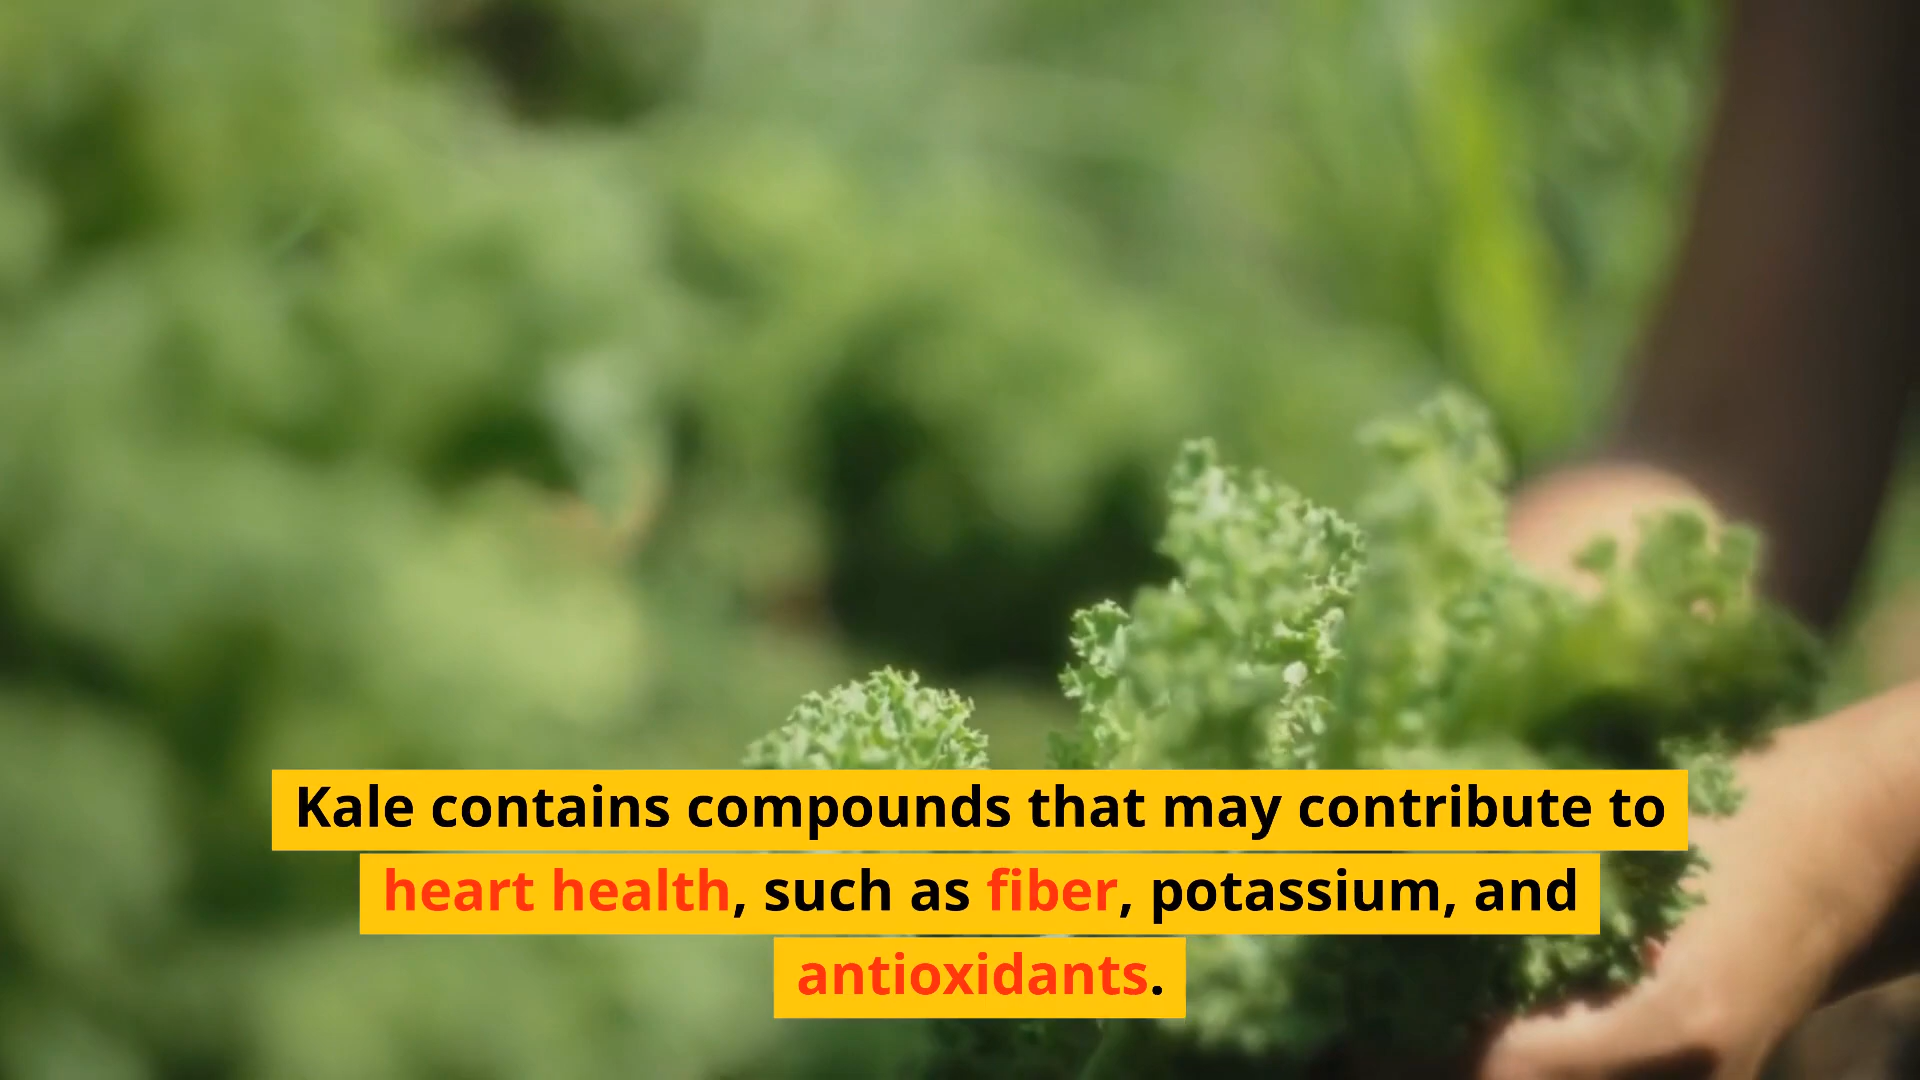 Kale contains compounds that may contribute to
heart health, such as fiber, potassium, and
antioxidants.